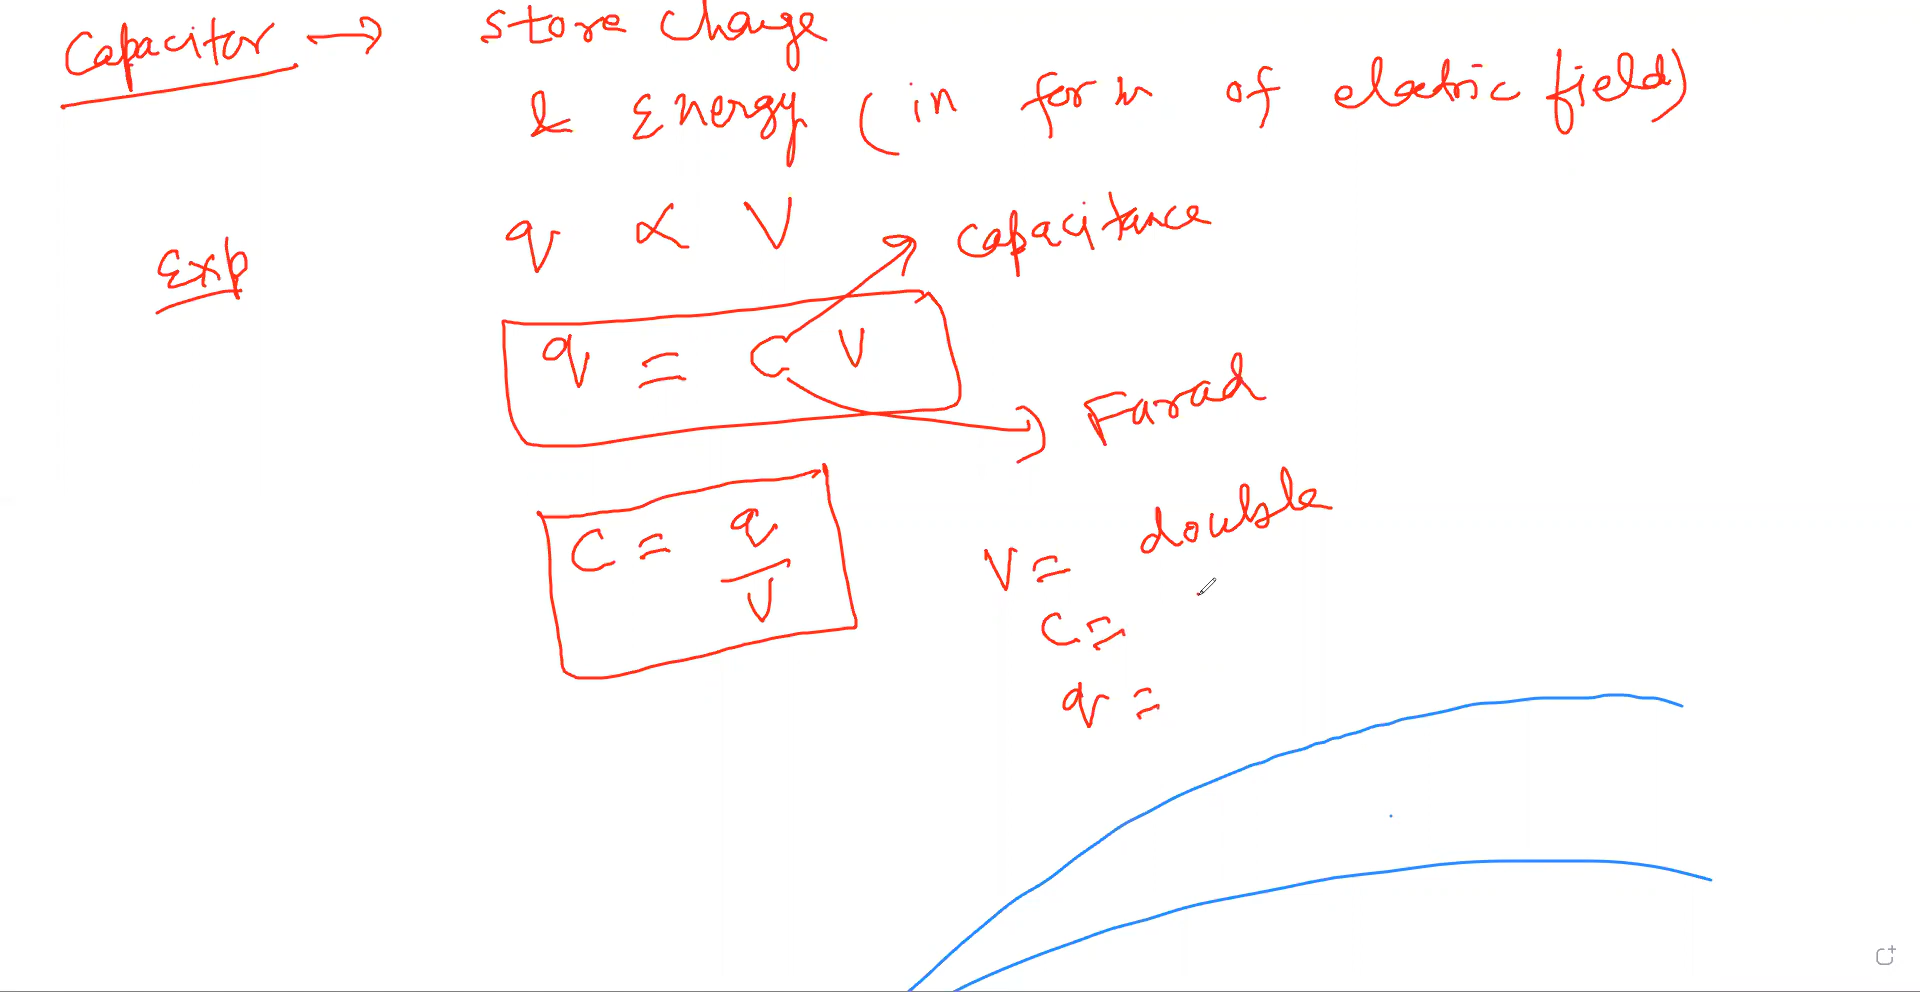 Capacitor → store charge
& Energy (in form of electric field)
q ∝ V
Capacitance
Exp
q = C V
Farad
C = q/V
V = double
C =
q =